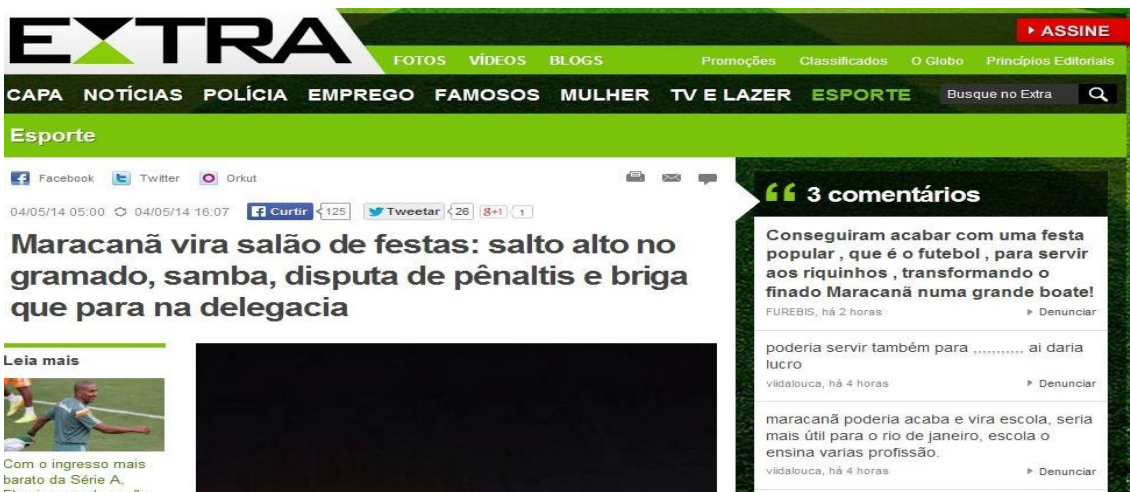 EXTRA
ASSINE
FOTOS VÍDEOS BLOGS
Promoções Classificados O Globo Princípios Editoriais
CAPA NOTÍCIAS POLÍCIA EMPREGO FAMOSOS MULHER TV E LAZER ESPORTE Busque no Extra
Esporte
Facebook Twitter Orkut
04/05/14 05:00 04/05/14 16:07 Curtir 125 Tweetar 26 g+1 1
Maracanã vira salão de festas: salto alto no
gramado, samba, disputa de pênaltis e briga
que para na delegacia
Leia mais
Com o ingresso mais
barato da Série A,
3 comentários
Conseguiram acabar com uma festa
popular , que é o futebol , para servir
aos riquinhos , transformando o
finado Maracanã numa grande boate!
FUREBIS, há 2 horas Denunciar
poderia servir também para ........... ai daria
lucro
viidalouca, há 4 horas Denunciar
maracanã poderia acaba e vira escola, seria
mais útil para o rio de janeiro, escola o
ensina varias profissão.
viidalouca, há 4 horas Denunciar